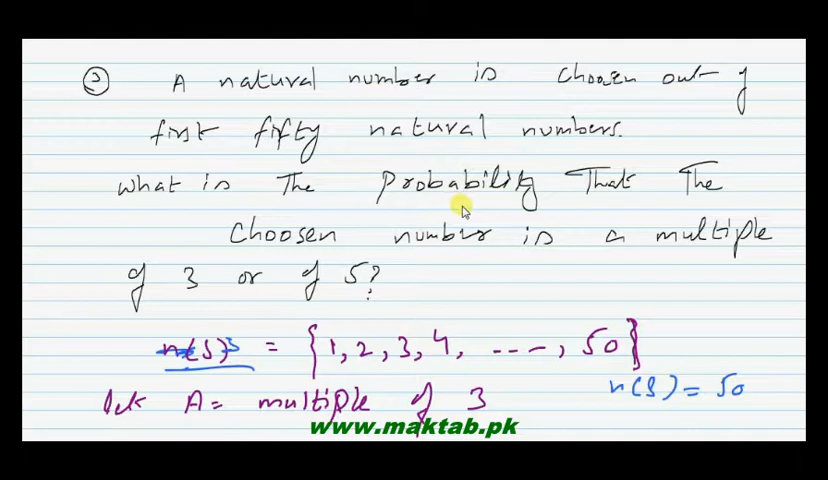 ③ A natural number is choosen out of
first fifty natural numbers.
what is The Probability That The
Choosen number is a multiple
of 3 or of 5?
n(S) = {1, 2, 3, 4, ----, 50}
n(S) = 50
let A = multiple of 3
www.maktab.pk